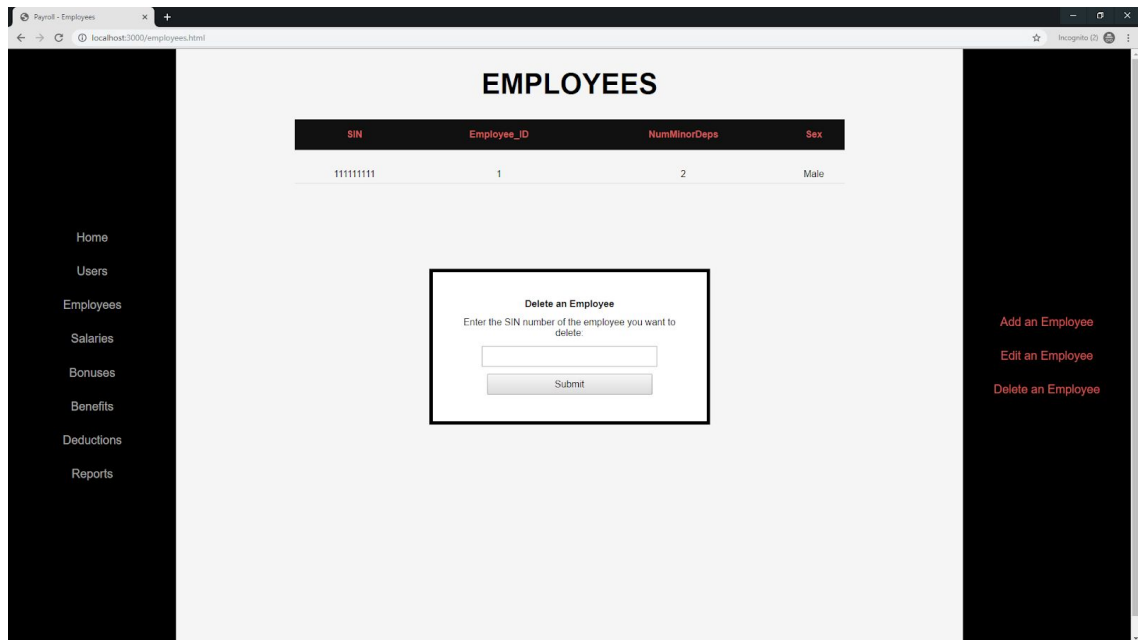 Payroll - Employees
localhost:3000/employees.html
Incognito (2)
EMPLOYEES
SIN Employee_ID NumMinorDeps Sex
111111111 1 2 Male
Home
Users
Employees
Salaries
Bonuses
Benefits
Deductions
Reports
Delete an Employee
Enter the SIN number of the employee you want to
delete:
Submit
Add an Employee
Edit an Employee
Delete an Employee